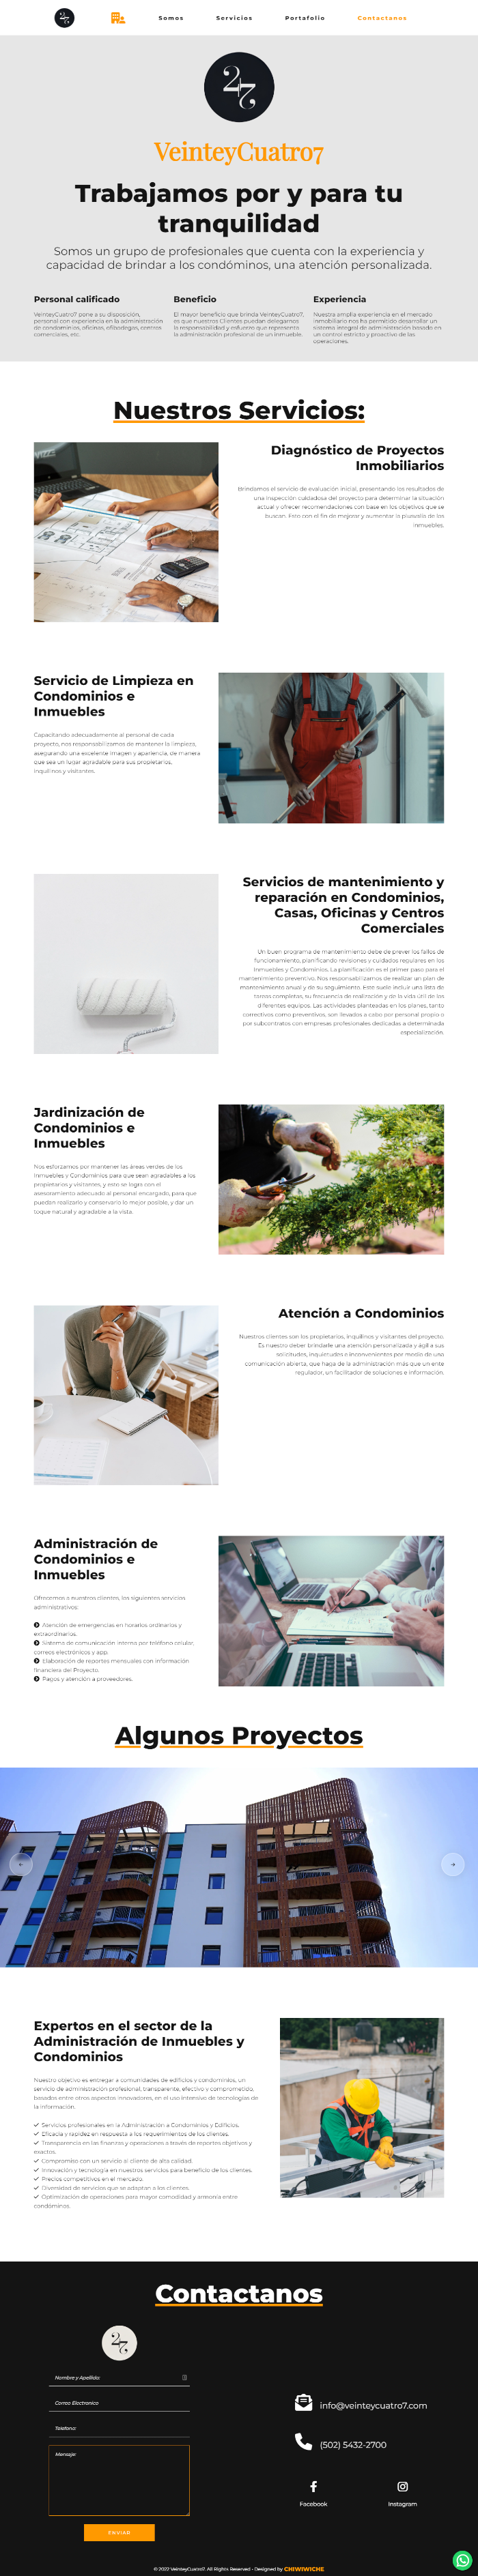 Somos Servicios Portafolio Contactanos
24
7
VeinteyCuatro7
Trabajamos por y para tu
tranquilidad
Somos un grupo de profesionales que cuenta con la experiencia y
capacidad de brindar a los condóminos, una atención personalizada.
Personal calificado
VeinteyCuatro7 pone a su disposición,
personal con experiencia en la administración
de condominios, oficinas, ofibodegas, centros
comerciales, etc.
Beneficio
El mayor beneficio que brinda VeinteyCuatro7,
es que nuestros Clientes puedan delegarnos
la responsabilidad y esfuerzo que representa
la administración profesional de un inmueble.
Experiencia
Nuestra amplia experiencia en el mercado
inmobiliario nos ha permitido desarrollar un
sistema integral de administración basado en
un control estricto y proactivo de las
operaciones.
Nuestros Servicios:
Diagnóstico de Proyectos
Inmobiliarios
Brindamos el servicio de evaluación inicial, presentando los resultados de
una inspección cuidadosa del proyecto para determinar la situación
actual y ofrecer recomendaciones con base en los objetivos que se
buscan. Esto con el fin de mejorar y aumentar la plusvalía de los
inmuebles.
Servicio de Limpieza en
Condominios e
Inmuebles
Capacitando adecuadamente al personal de cada
proyecto, nos responsabilizamos de mantener la limpieza,
asegurando una excelente imagen y apariencia, de manera
que sea un lugar agradable para sus propietarios,
inquilinos y visitantes.
Servicios de mantenimiento y
reparación en Condominios,
Casas, Oficinas y Centros
Comerciales
Un buen programa de mantenimiento debe de prever los fallos de
funcionamiento, planificando revisiones y cuidados regulares en los
Inmuebles y Condominios. La planificación es el primer paso para el
mantenimiento preventivo. Nos responsabilizamos de realizar un plan de
mantenimiento anual y de su seguimiento. Este suele incluir una lista de
tareas completas, su frecuencia de realización y de la vida útil de los
diferentes equipos. Las actividades planteadas en los planes, tanto
correctivos como preventivos, son llevados a cabo por personal propio o
por subcontratos con empresas profesionales dedicadas a determinada
especialización.
Jardinización de
Condominios e
Inmuebles
Nos esforzamos por mantener las áreas verdes de los
Inmuebles y Condominios para que sean agradables a los
propietarios y visitantes, y esto se logra con el
asesoramiento adecuado al personal encargado, para que
puedan realizarlo y conservarlo lo mejor posible, y dar un
toque natural y agradable a la vista.
Atención a Condominios
Nuestros clientes son los propietarios, inquilinos y visitantes del proyecto.
Es nuestro deber brindarle una atención personalizada y ágil a sus
solicitudes, inquietudes e inconvenientes por medio de una
comunicación abierta, que haga de la administración más que un ente
regulador, un facilitador de soluciones e información.
Administración de
Condominios e
Inmuebles
Ofrecemos a nuestros clientes, los siguientes servicios
administrativos:
Atención de emergencias en horarios ordinarios y
extraordinarios.
Sistema de comunicación interna por teléfono celular,
correos electrónicos y app.
Elaboración de reportes mensuales con información
financiera del Proyecto.
Pagos y atención a proveedores.
Algunos Proyectos
Expertos en el sector de la
Administración de Inmuebles y
Condominios
Nuestro objetivo es entregar a comunidades de edificios y condominios, un
servicio de administración profesional, transparente, efectivo y comprometido,
basados entre otros aspectos innovadores, en el uso intensivo de tecnologías de
la información.
Servicios profesionales en la Administración a Condominios y Edificios.
Eficacia y rapidez en respuesta a los requerimientos de los clientes.
Transparencia en las finanzas y operaciones a través de reportes objetivos y
exactos.
Compromiso con un servicio al cliente de alta calidad.
Innovación y tecnología en nuestros servicios para beneficio de los clientes.
Precios competitivos en el mercado.
Diversidad de servicios que se adaptan a los clientes.
Optimización de operaciones para mayor comodidad y armonía entre
condóminos.
Contactanos
24
7
Nombre y Apellido:
Correo Electronico
Telefono:
Mensaje
ENVIAR
info@veinteycuatro7.com
(502) 5432-2700
Facebook Instagram
© 2022 VeinteyCuatro7. All Rights Reserved - Designed by CHIWIWICHE